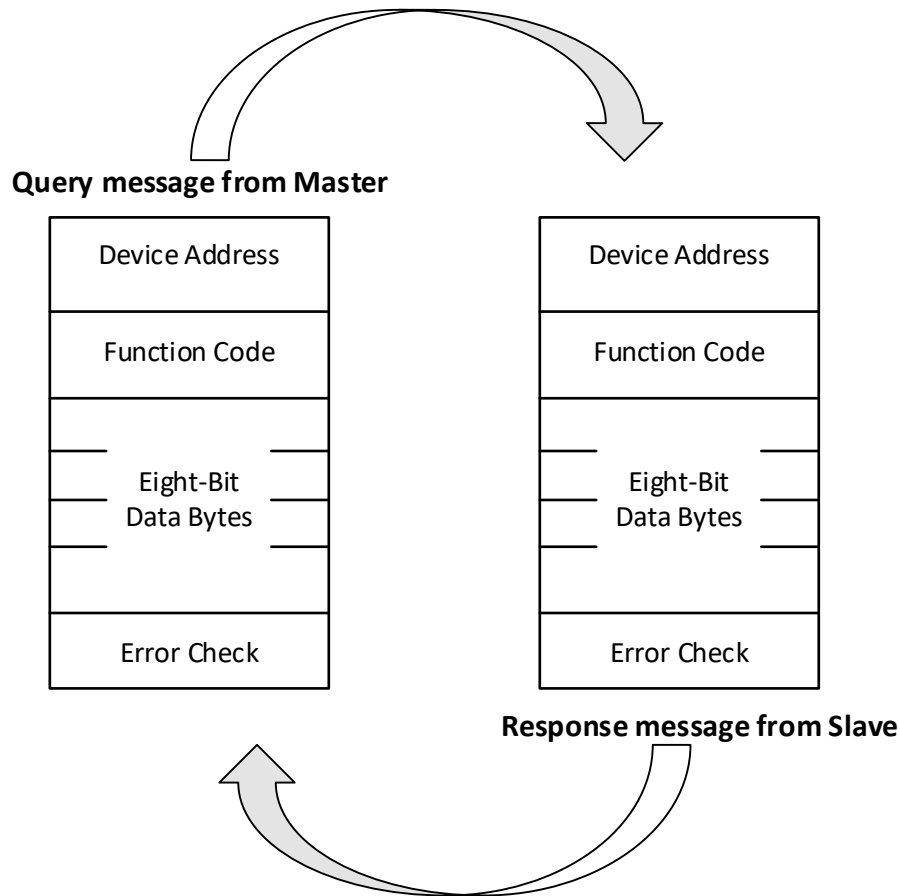 Query message from Master
Device Address
Function Code
Eight-Bit
Data Bytes
Error Check
Device Address
Function Code
Eight-Bit
Data Bytes
Error Check
Response message from Slave